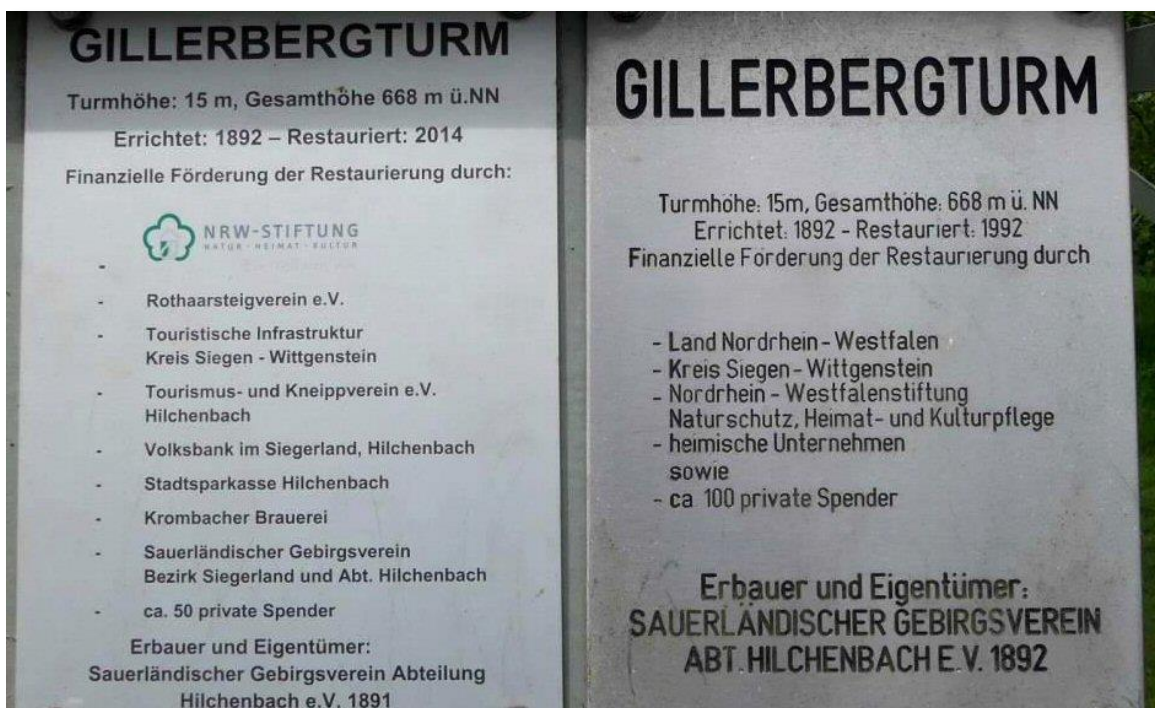 GILLERBERGTURM
Turmhöhe: 15 m, Gesamthöhe 668 m ü.NN
Errichtet: 1892 – Restauriert: 2014
Finanzielle Förderung der Restaurierung durch:
NRW-STIFTUNG
NATUR · HEIMAT · KULTUR
-
- Rothaarsteigverein e.V.
- Touristische Infrastruktur
Kreis Siegen - Wittgenstein
- Tourismus- und Kneippverein e.V.
Hilchenbach
- Volksbank im Siegerland, Hilchenbach
- Stadtsparkasse Hilchenbach
- Krombacher Brauerei
- Sauerländischer Gebirgsverein
Bezirk Siegerland und Abt. Hilchenbach
- ca. 50 private Spender
Erbauer und Eigentümer:
Sauerländischer Gebirgsverein Abteilung
Hilchenbach e.V. 1891
GILLERBERGTURM
Turmhöhe: 15m, Gesamthöhe: 668 m ü. NN
Errichtet: 1892 - Restauriert: 1992
Finanzielle Förderung der Restaurierung durch
- Land Nordrhein - Westfalen
- Kreis Siegen - Wittgenstein
- Nordrhein - Westfalenstiftung
Naturschutz, Heimat- und Kulturpflege
- heimische Unternehmen
sowie
- ca 100 private Spender
Erbauer und Eigentümer:
SAUERLÄNDISCHER GEBIRGSVEREIN
ABT. HILCHENBACH E.V. 1892